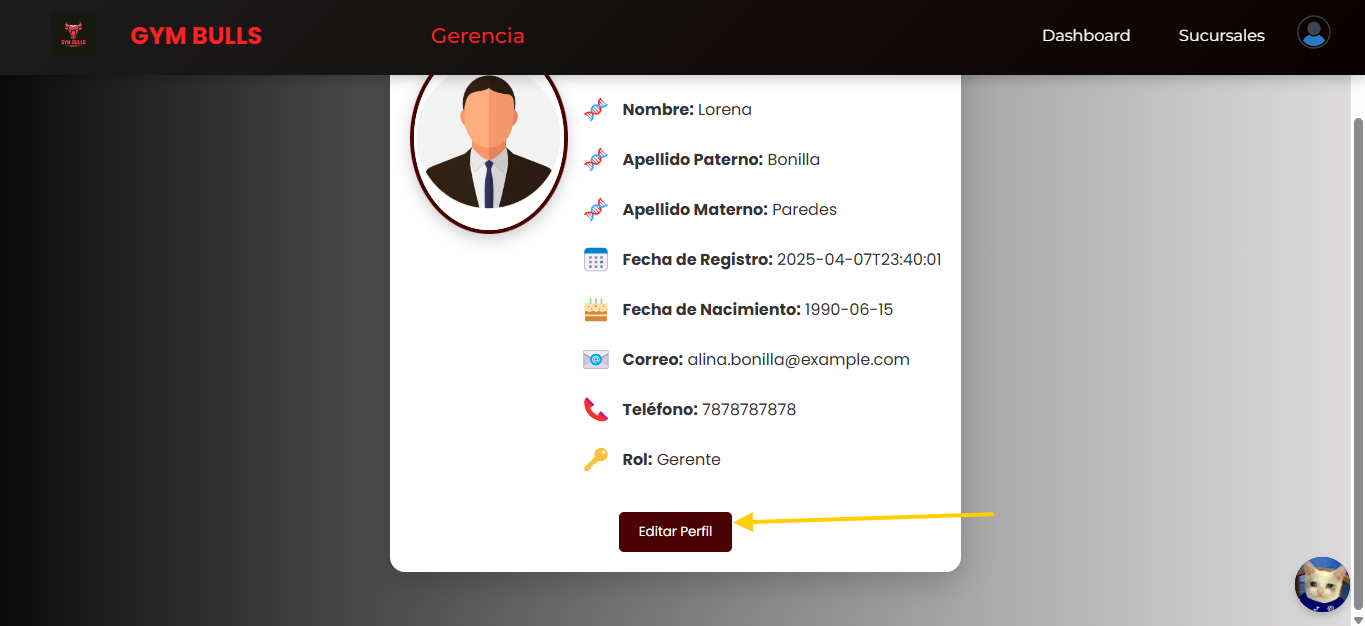 GYM BULLS
GYM BULLS
Gerencia
Dashboard
Sucursales
Nombre: Lorena
Apellido Paterno: Bonilla
Apellido Materno: Paredes
Fecha de Registro: 2025-04-07T23:40:01
Fecha de Nacimiento: 1990-06-15
@
Correo: alina.bonilla@example.com
Teléfono: 7878787878
Rol: Gerente
Editar Perfil